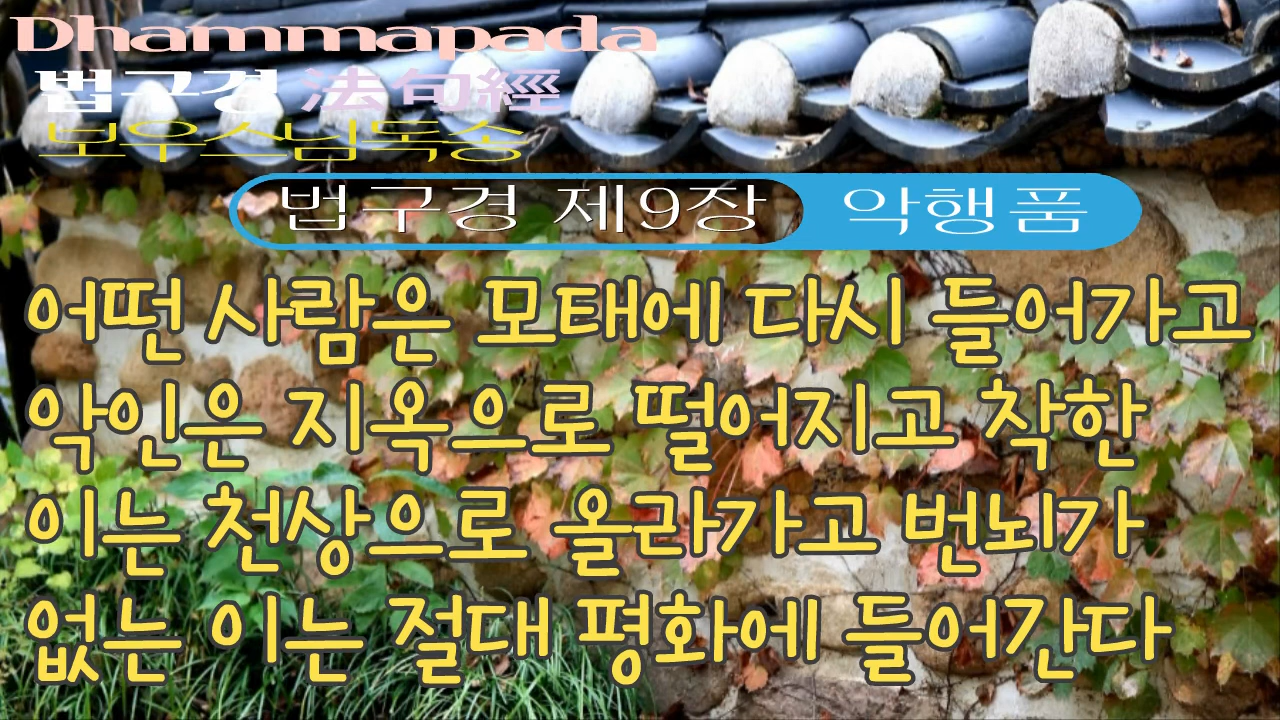 Dhammapada
법구경 法句經
보우스님독송
법구경 제9장 악행품
어떤 사람은 모태에 다시 들어가고
악인은 지옥으로 떨어지고 착한
이는 천상으로 올라가고 번뇌가
없는 이는 절대 평화에 들어간다